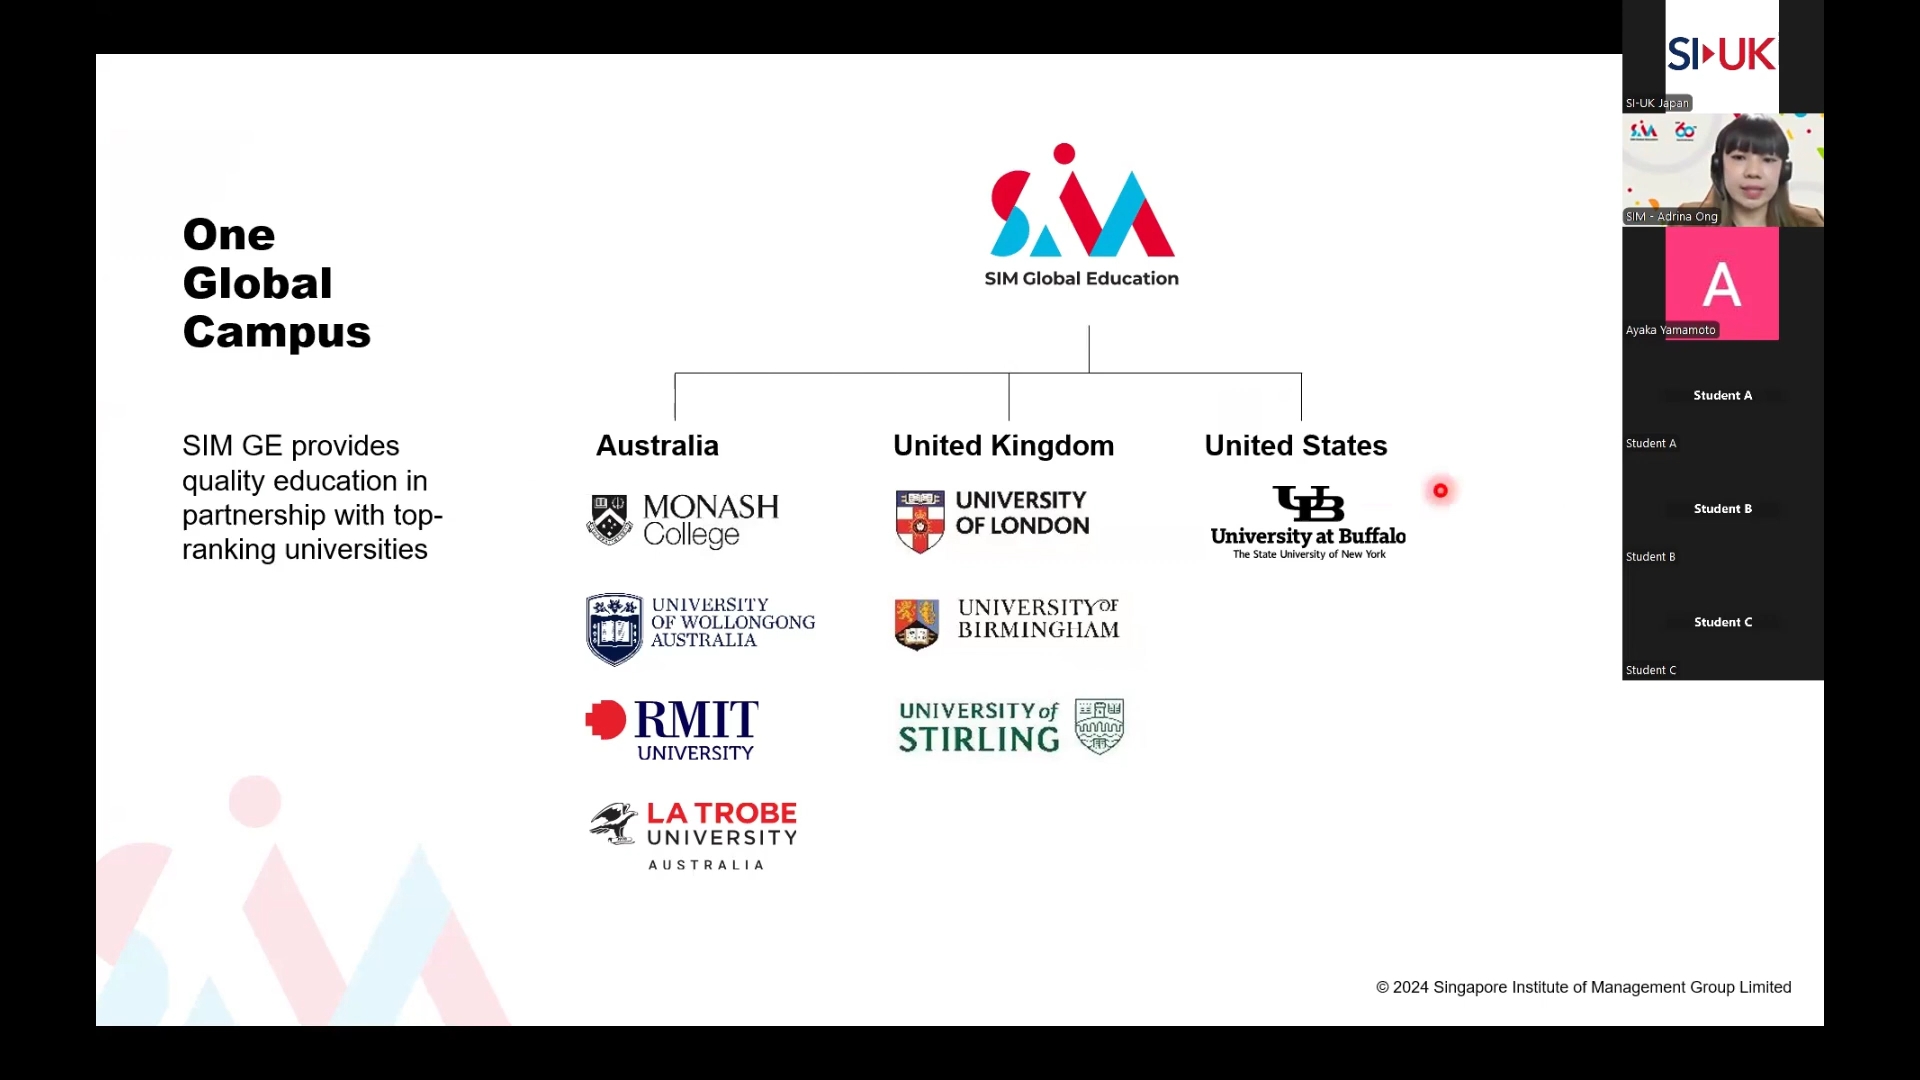 One
Global
Campus
SIM GE provides
quality education in
partnership with top-
ranking universities
SIM
SIM Global Education
Australia
MONASH
College
UNIVERSITY
OF WOLLONGONG
AUSTRALIA
RMIT
UNIVERSITY
LA TROBE
UNIVERSITY
AUSTRALIA
United Kingdom
UNIVERSITY
OF LONDON
UNIVERSITY OF
BIRMINGHAM
UNIVERSITY of
STIRLING
United States
UB
University at Buffalo
The State University of New York
© 2024 Singapore Institute of Management Group Limited
SI UK
SI-UK Japan
SIM 60
SIM - Adrina Ong
A
Ayaka Yamamoto
Student A
Student A
Student B
Student B
Student C
Student C